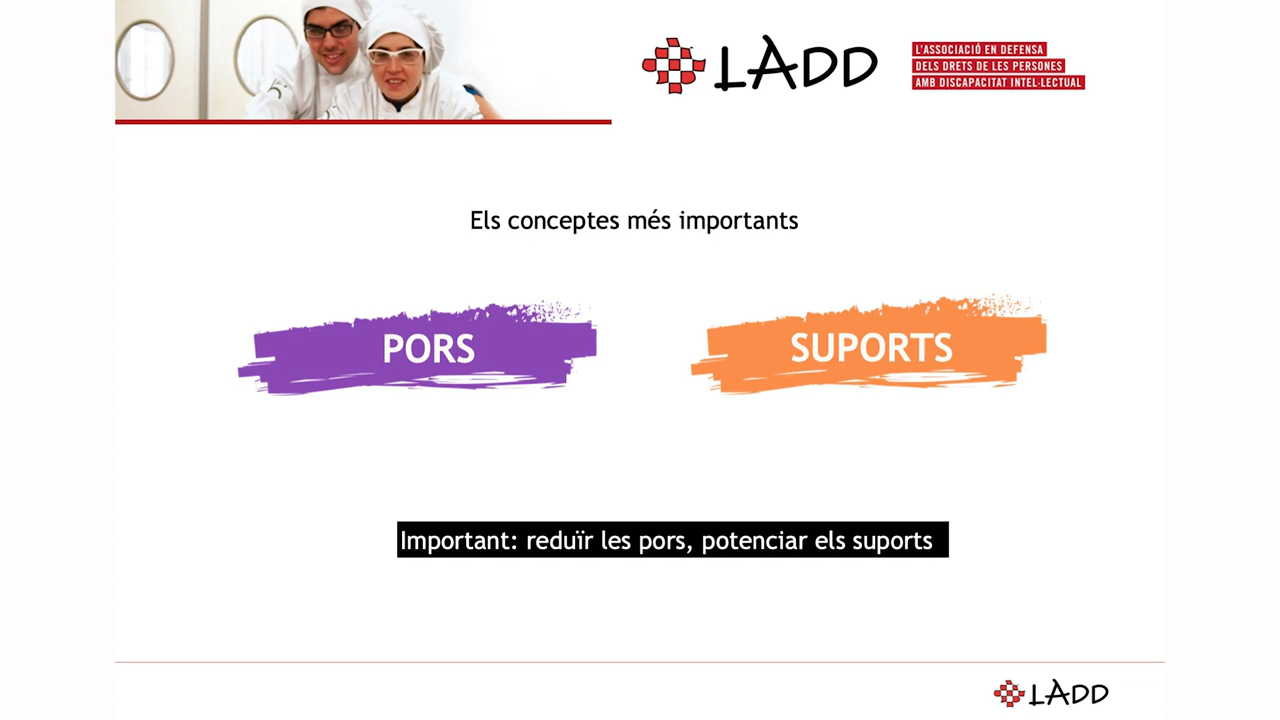 LADD
L'ASSOCIACIÓ EN DEFENSA
DELS DRETS DE LES PERSONES
AMB DISCAPACITAT INTEL·LECTUAL
Els conceptes més importants
PORS
SUPORTS
Important: reduïr les pors, potenciar els suports
LADD